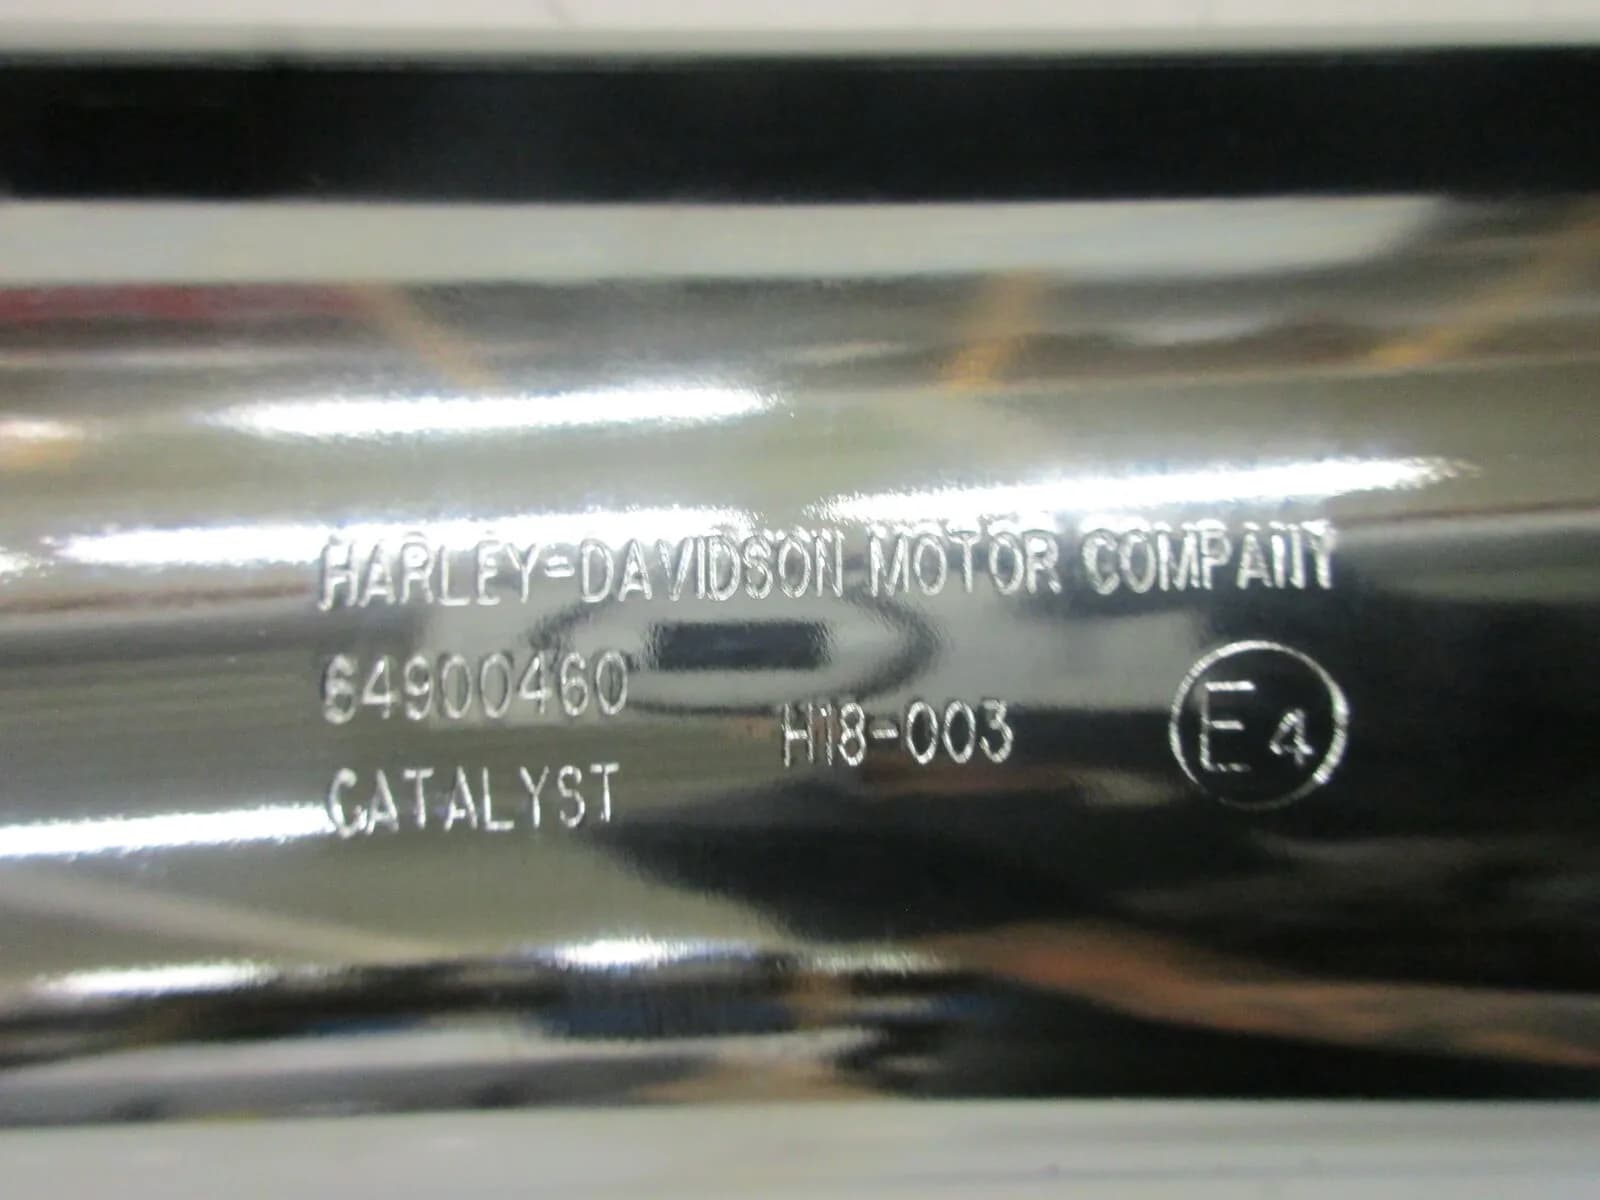 HARLEY-DAVIDSON MOTOR COMPANY
64900460
H18-003
E4
CATALYST